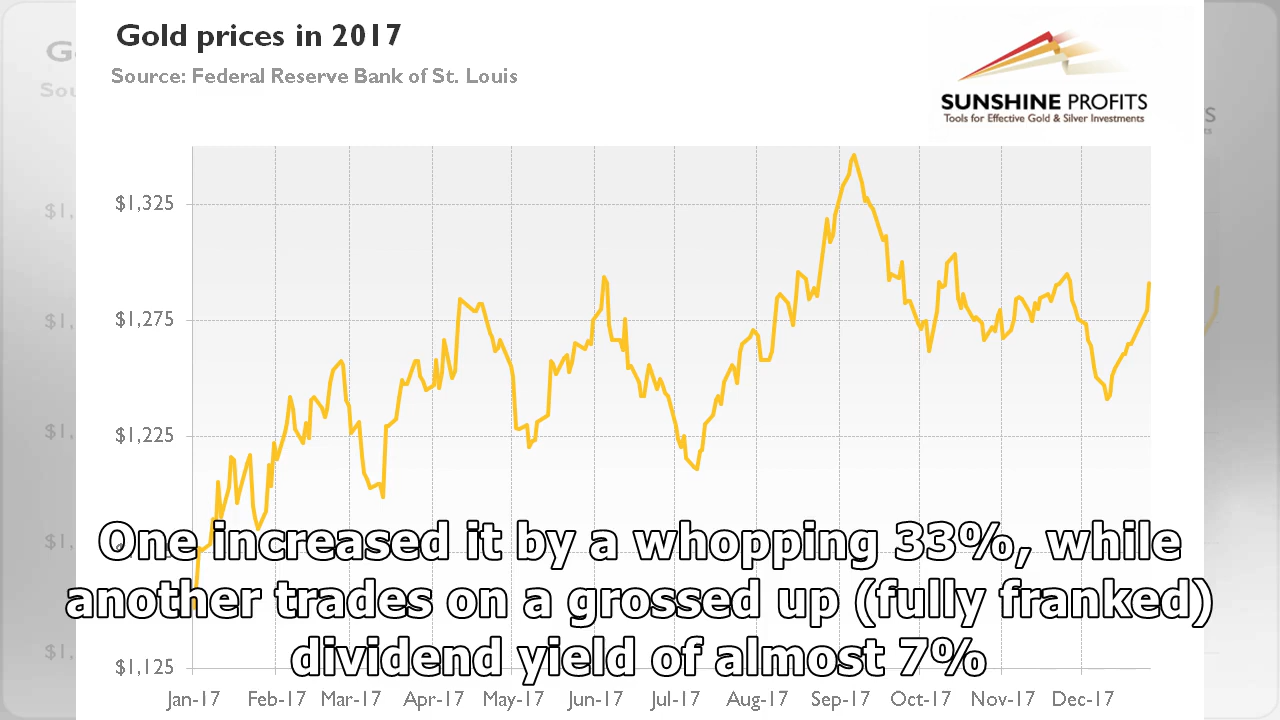 Gold prices in 2017
Source: Federal Reserve Bank of St. Louis
SUNSHINE PROFITS
Tools for Effective Gold & Silver Investments
$1,325
$1,275
$1,225
One increased it by a whopping 33%, while
another trades on a grossed up (fully franked)
dividend yield of almost 7%
$1,125
Jan-17 Feb-17 Mar-17 Apr-17 May-17 Jun-17 Jul-17 Aug-17 Sep-17 Oct-17 Nov-17 Dec-17